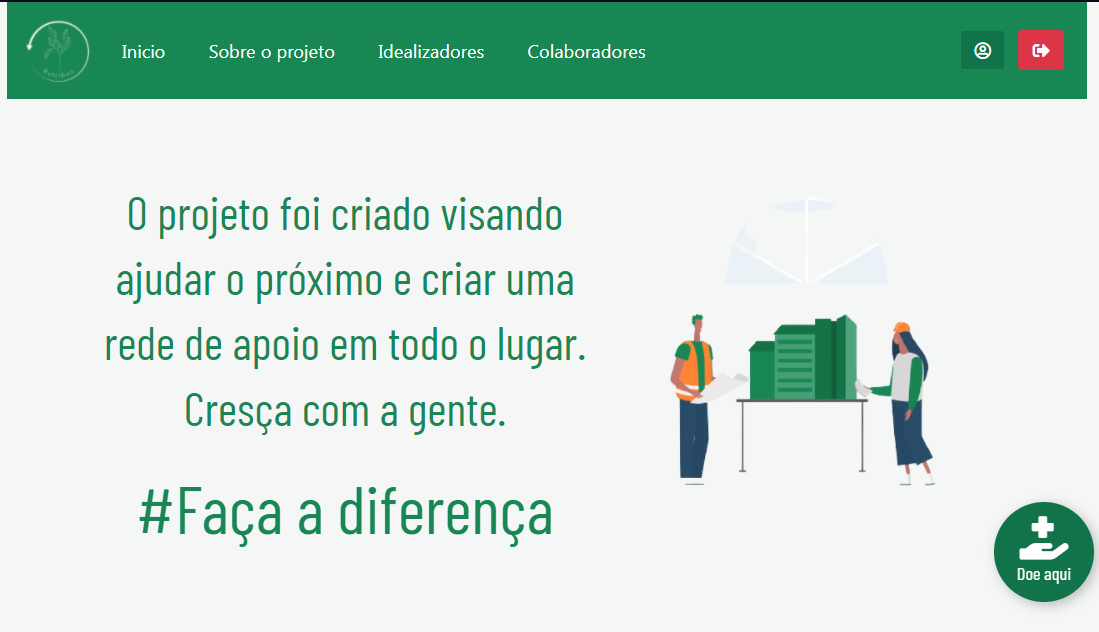 Inicio
Sobre o projeto
Idealizadores
Colaboradores
O projeto foi criado visando
ajudar o próximo e criar uma
rede de apoio em todo o lugar.
Cresça com a gente.
#Faça a diferença
Doe aqui